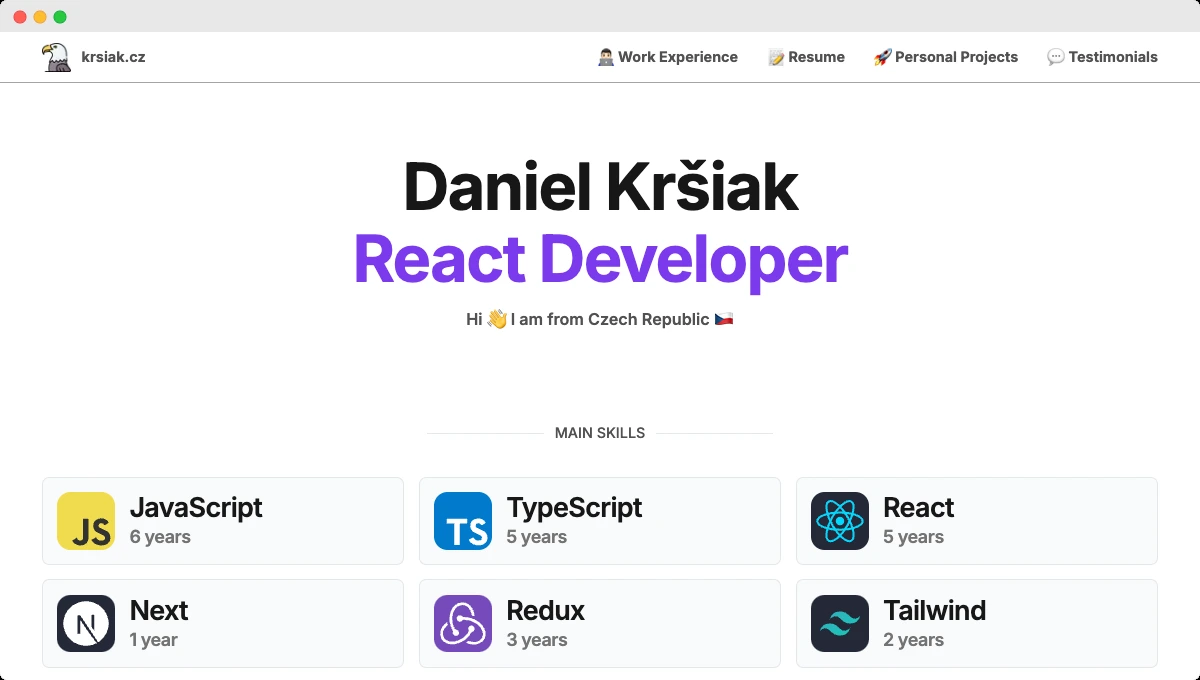 krsiak.cz
👨🏻‍💻 Work Experience
📝 Resume
🚀 Personal Projects
💬 Testimonials
Daniel Kršiak
React Developer
Hi 👋 I am from Czech Republic 🇨🇿
MAIN SKILLS
JS
JavaScript
6 years
TS
TypeScript
5 years
React
5 years
N
Next
1 year
Redux
3 years
Tailwind
2 years